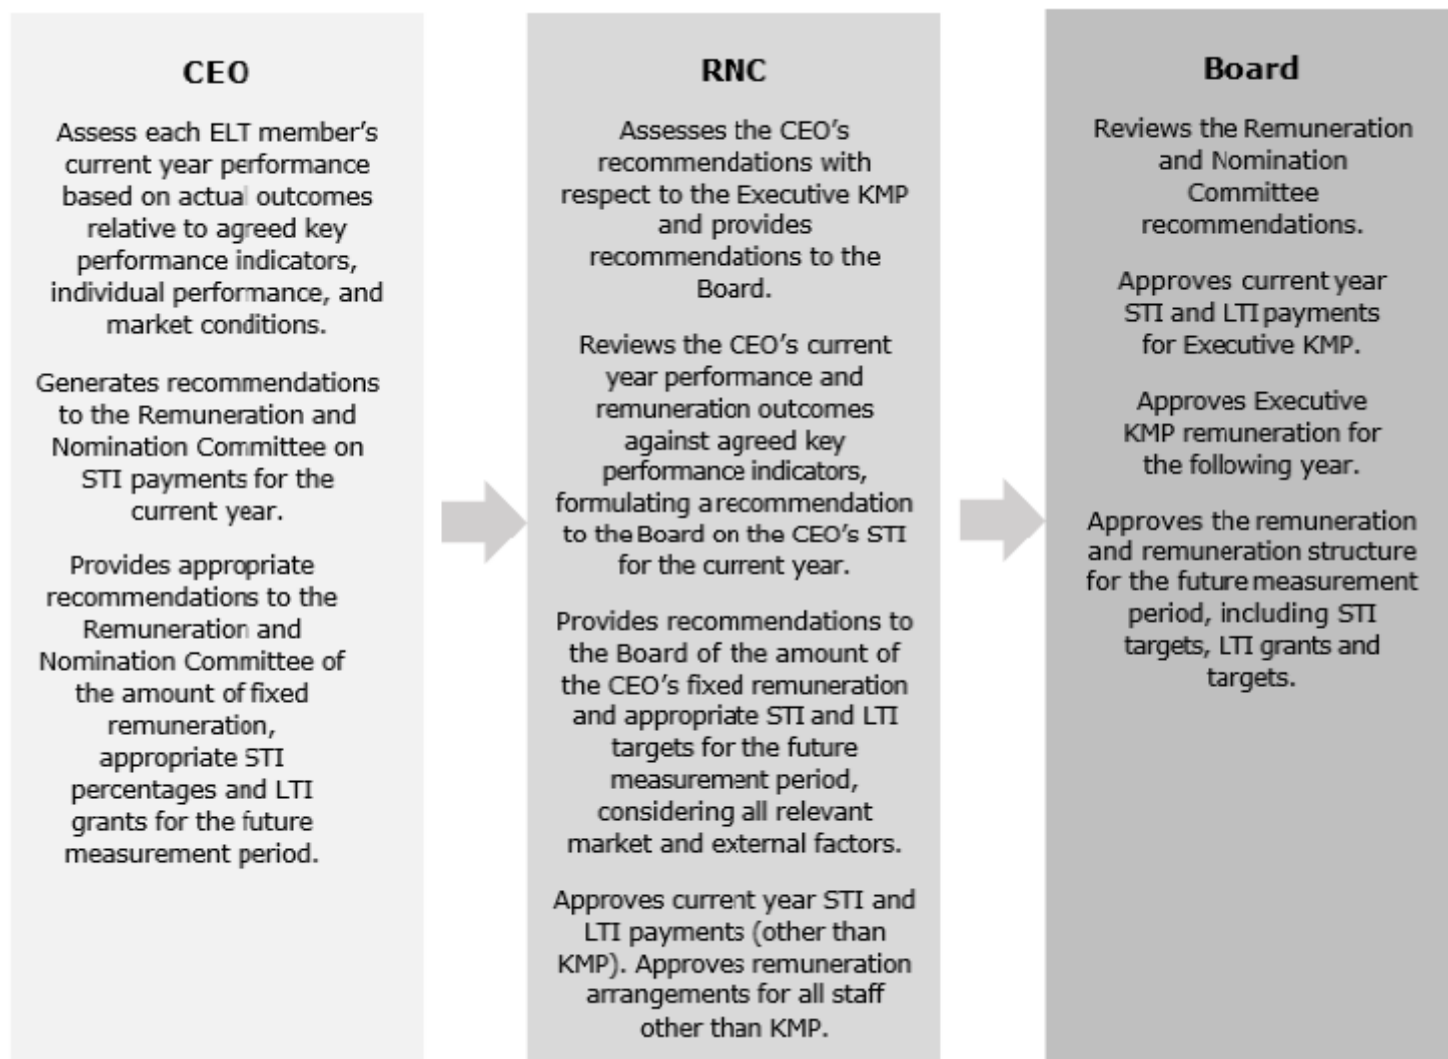 CEO
Assess each ELT member's
current year performance
based on actual outcomes
relative to agreed key
performance indicators,
individual performance, and
market conditions.
Generates recommendations
to the Remuneration and
Nomination Committee on
STI payments for the
current year.
Provides appropriate
recommendations to the
Remuneration and
Nomination Committee of
the amount of fixed
remuneration,
appropriate STI
percentages and LTI
grants for the future
measurement period.
RNC
Assesses the CEO's
recommendations with
respect to the Executive KMP
and provides
recommendations to the
Board.
Reviews the CEO's current
year performance and
remuneration outcomes
against agreed key
performance indicators,
formulating a recommendation
to the Board on the CEO's STI
for the current year.
Provides recommendations to
the Board of the amount of
the CEO's fixed remuneration
and appropriate STI and LTI
targets for the future
measurement period,
considering all relevant
market and external factors.
Approves current year STI and
LTI payments (other than
KMP). Approves remuneration
arrangements for all staff
other than KMP.
Board
Reviews the Remuneration
and Nomination
Committee
recommendations.
Approves current year
STI and LTI payments
for Executive KMP.
Approves Executive
KMP remuneration for
the following year.
Approves the remuneration
and remuneration structure
for the future measurement
period, including STI
targets, LTI grants and
targets.